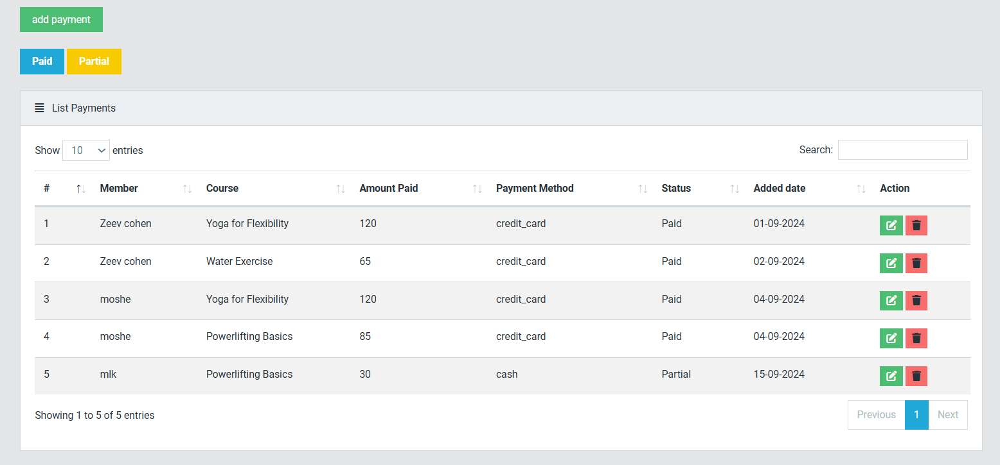 add payment
Paid Partial
List Payments
Show 10 entries Search:
# Member Course Amount Paid Payment Method Status Added date Action
1 Zeev cohen Yoga for Flexibility 120 credit_card Paid 01-09-2024
2 Zeev cohen Water Exercise 65 credit_card Paid 02-09-2024
3 moshe Yoga for Flexibility 120 credit_card Paid 04-09-2024
4 moshe Powerlifting Basics 85 credit_card Paid 04-09-2024
5 mlk Powerlifting Basics 30 cash Partial 15-09-2024
Showing 1 to 5 of 5 entries Previous 1 Next